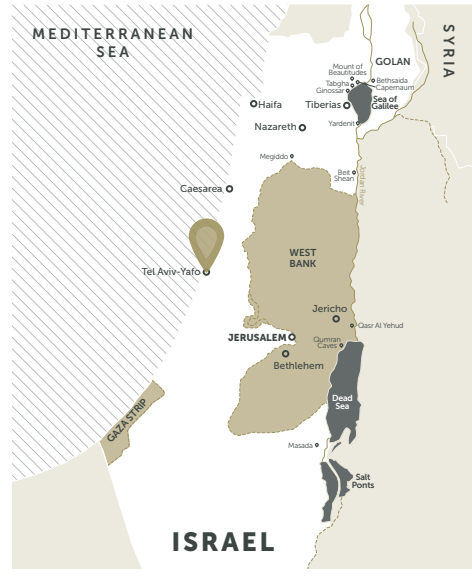 MEDITERRANEAN
SEA
SYRIA
GOLAN
Mount of
Beautitudes
Bethsaida
Tabgha
Capernaum
Ginossar
Sea of
Galilee
Haifa
Tiberias
Yardenit
Nazareth
Megiddo
Beit
Shean
Jordan River
Caesarea
WEST
BANK
Tel Aviv-Yafo
Jericho
Qasr Al Yehud
JERUSALEM
Qumran
Caves
Bethlehem
Dead
Sea
GAZA STRIP
Masada
Salt
Ponts
ISRAEL